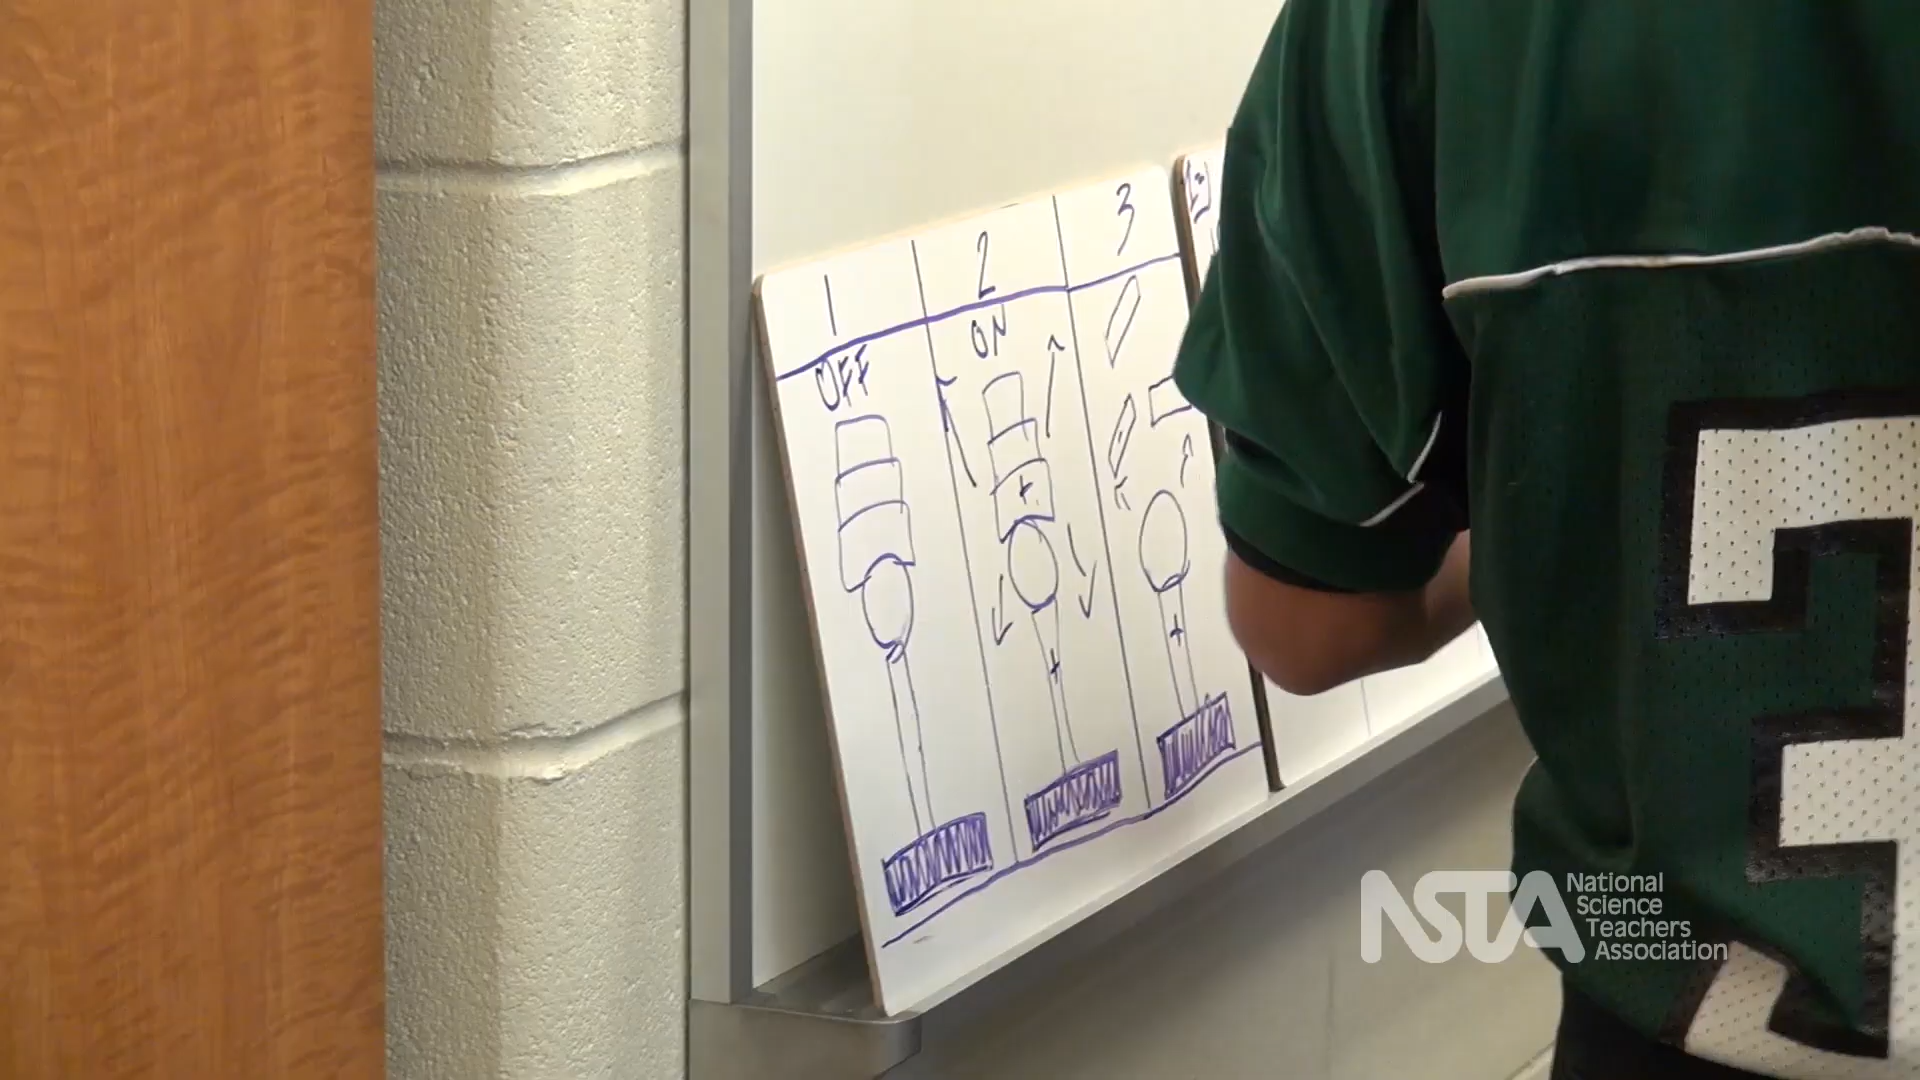 1 2 3
OFF ON
+
+
+
NSTA
National
Science
Teachers
Association